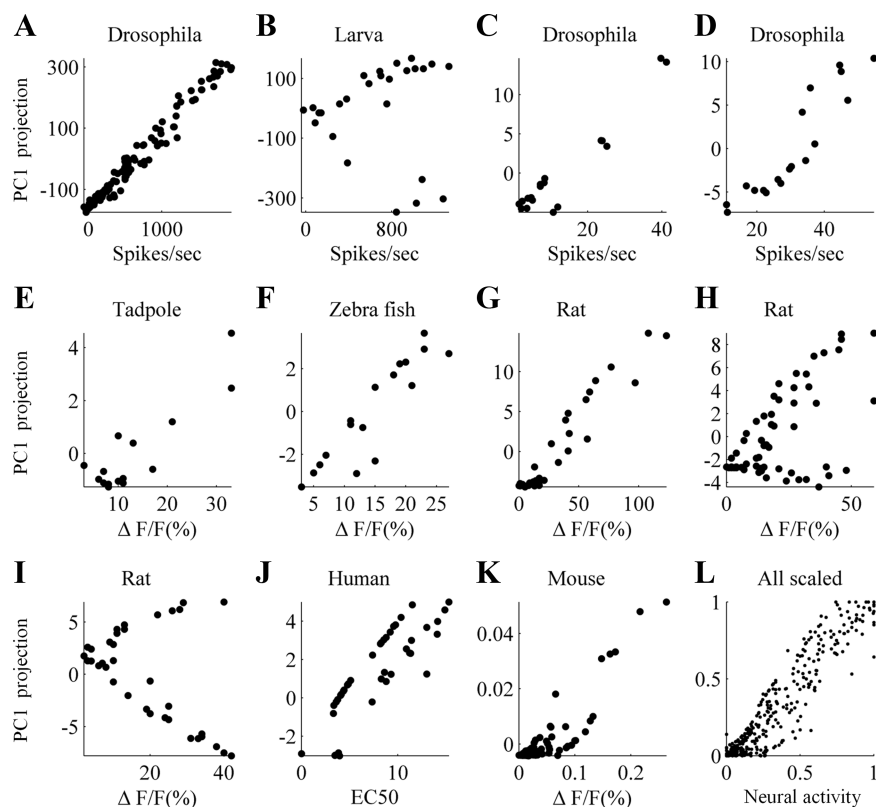 A Drosophila
PC1 projection
300
100
-100
0 1000
Spikes/sec
B Larva
100
-100
-300
0 800
Spikes/sec
C Drosophila
15
10
5
0
0 20 40
Spikes/sec
D Drosophila
10
5
0
-5
20 40
Spikes/sec
E Tadpole
PC1 projection
4
2
0
10 20 30
Δ F/F(%)
F Zebra fish
2
0
-2
5 10 15 20 25
Δ F/F(%)
G Rat
10
5
0
0 50 100
Δ F/F(%)
H Rat
8
6
4
2
0
-2
-4
0 50
Δ F/F(%)
I Rat
PC1 projection
5
0
-5
20 40
Δ F/F(%)
J Human
4
2
0
-2
0 10
EC50
K Mouse
0.04
0.02
0
0 0.1 0.2
Δ F/F(%)
L All scaled
1
0.5
0
0 0.5 1
Neural activity